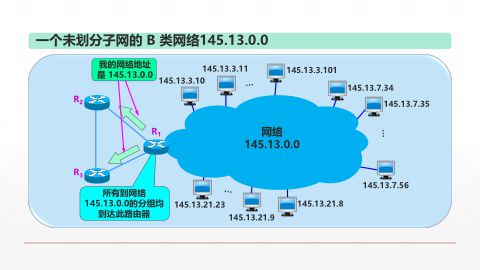 一个未划分子网的 B 类网络145.13.0.0
我的网络地址
是 145.13.0.0
145.13.3.10
145.13.3.11
...
145.13.3.101
145.13.7.34
145.13.7.35
...
R2
R1
R3
网络
145.13.0.0
145.13.7.56
所有到网络
145.13.0.0的分组均
到达此路由器
145.13.21.23
...
145.13.21.9
145.13.21.8